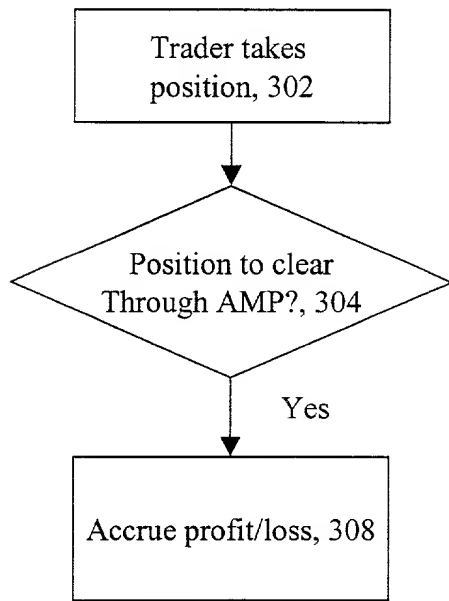 Trader takes
position, 302
Position to clear
Through AMP?, 304
Yes
Accrue profit/loss, 308